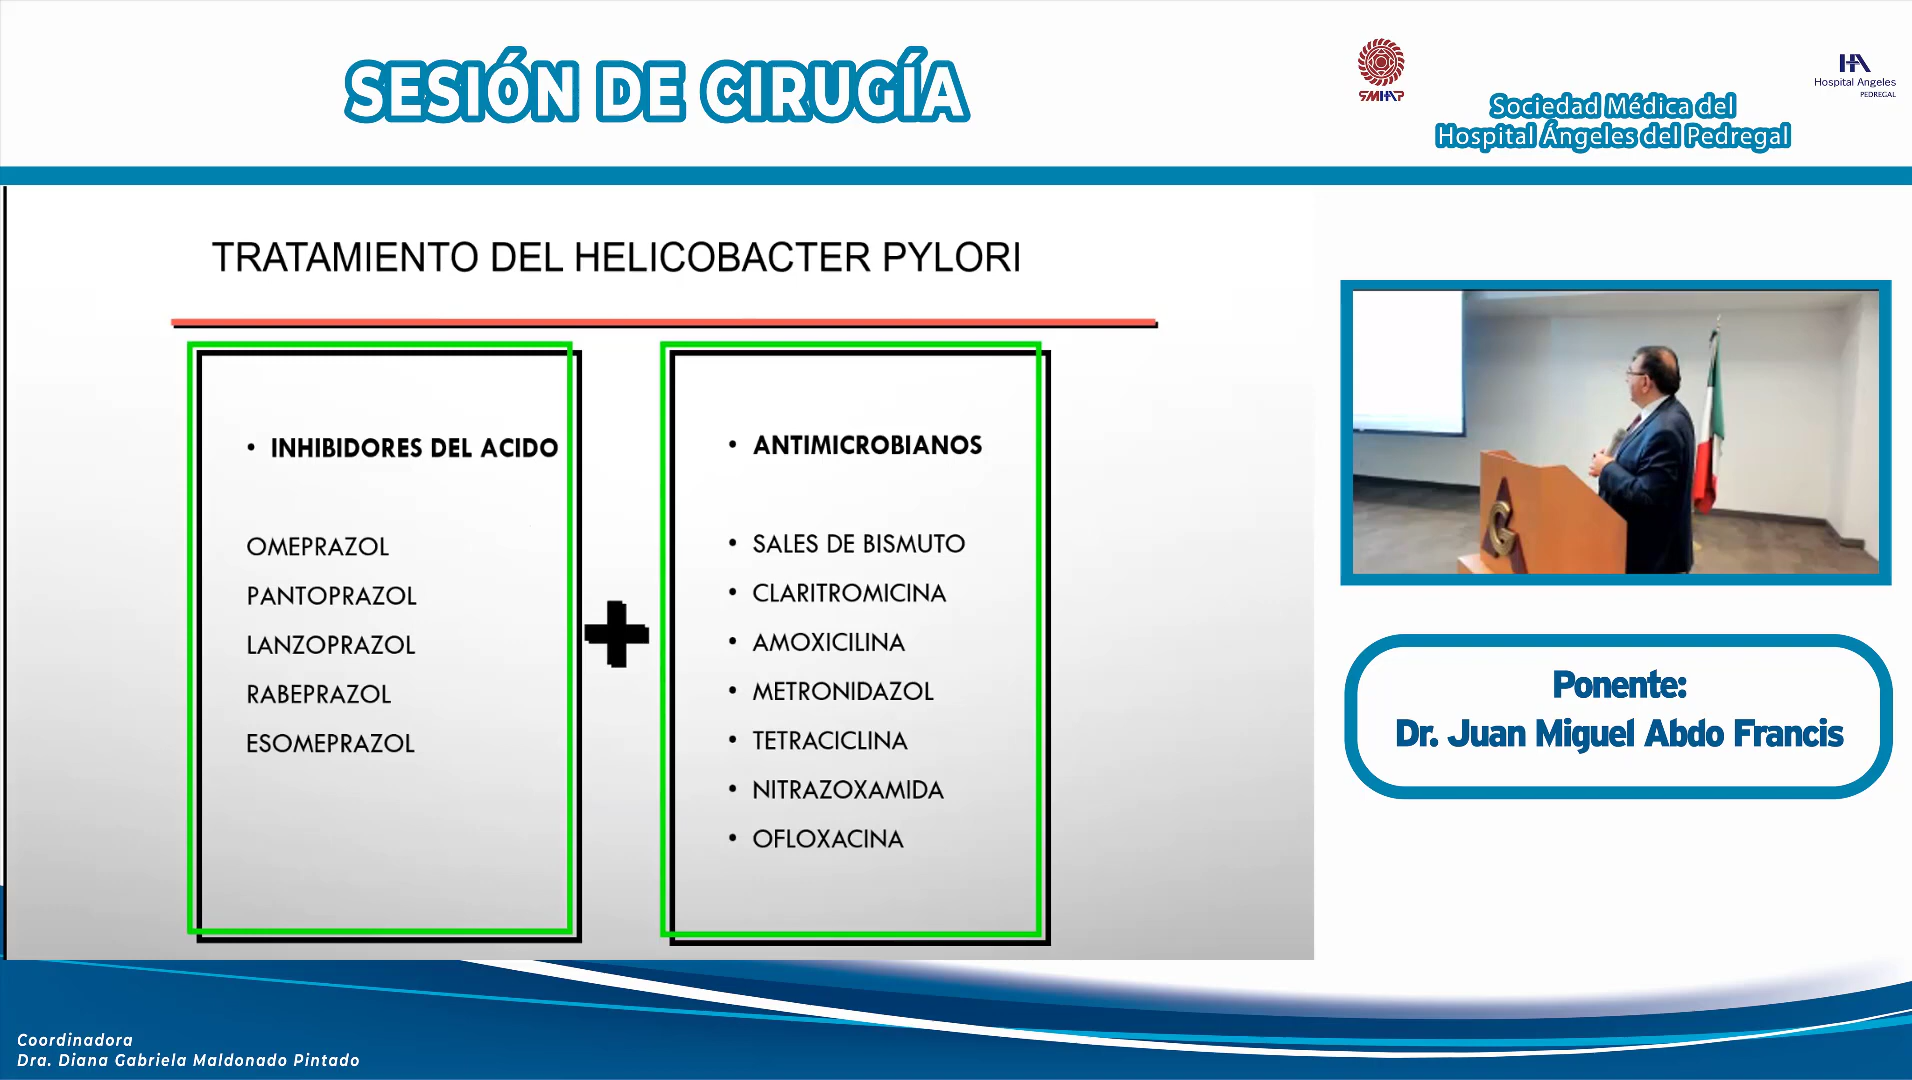 SESIÓN DE CIRUGÍA
SMHAP
Sociedad Médica del
Hospital Ángeles del Pedregal
HA
Hospital Angeles
PEDREGAL
TRATAMIENTO DEL HELICOBACTER PYLORI
• INHIBIDORES DEL ACIDO
OMEPRAZOL
PANTOPRAZOL
LANZOPRAZOL
RABEPRAZOL
ESOMEPRAZOL
+
• ANTIMICROBIANOS
• SALES DE BISMUTO
• CLARITROMICINA
• AMOXICILINA
• METRONIDAZOL
• TETRACICLINA
• NITRAZOXAMIDA
• OFLOXACINA
G
Ponente:
Dr. Juan Miguel Abdo Francis
Coordinadora
Dra. Diana Gabriela Maldonado Pintado